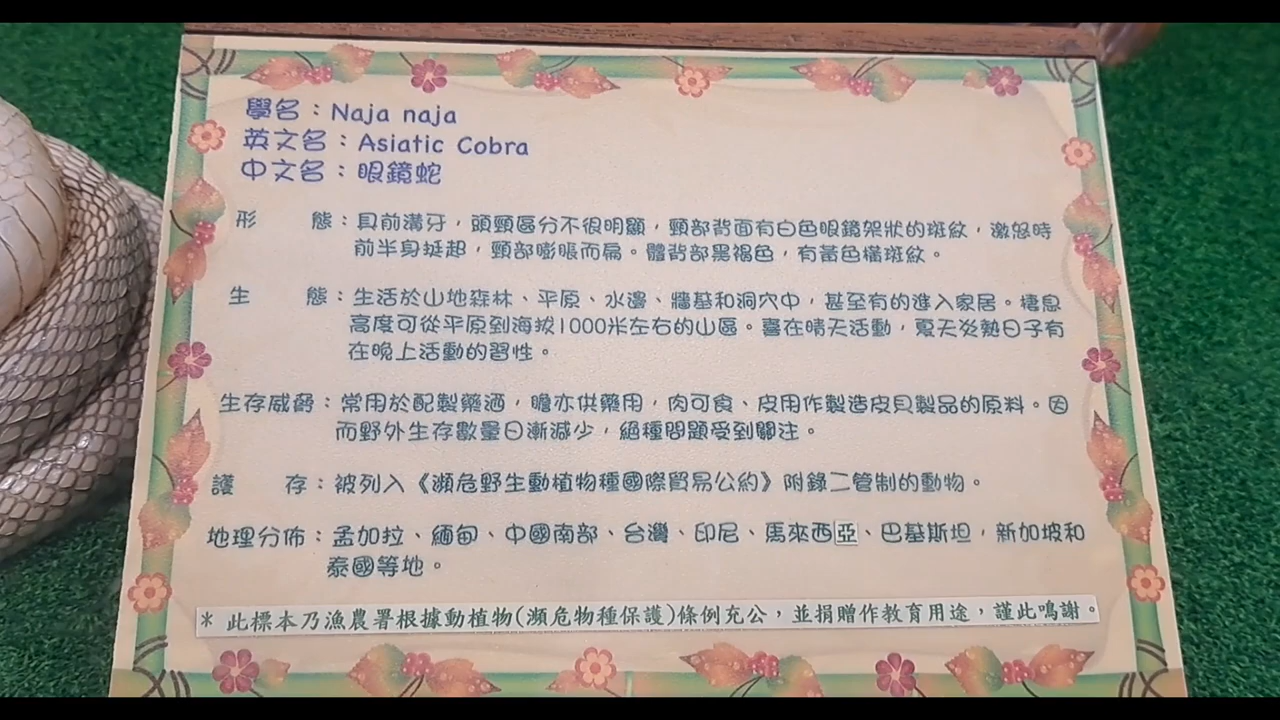 學名：Naja naja
英文名：Asiatic Cobra
中文名：眼鏡蛇
形　　態：具前溝牙，頭頸區分不很明顯，頸部背面有白色眼鏡架狀的斑紋，激怒時
前半身挺起，頸部膨脹而扁。體背部黑褐色，有黃色橫斑紋。
生　　態：生活於山地森林、平原、水邊、牆基和洞穴中，甚至有的進入家居。棲息
高度可從平原到海拔1000米左右的山區。喜在晴天活動，夏天炎熱日子有
在晚上活動的習性。
生存威脅：常用於配製藥酒，膽亦供藥用，肉可食、皮用作製造皮具製品的原料。因
而野外生存數量日漸減少，絕種問題受到關注。
護　　存：被列入《瀕危野生動植物種國際貿易公約》附錄二管制的動物。
地理分佈：孟加拉、緬甸、中國南部、台灣、印尼、馬來西亞、巴基斯坦，新加坡和
泰國等地。
* 此標本乃漁農署根據動植物(瀕危物種保護)條例充公，並捐贈作教育用途，謹此鳴謝。